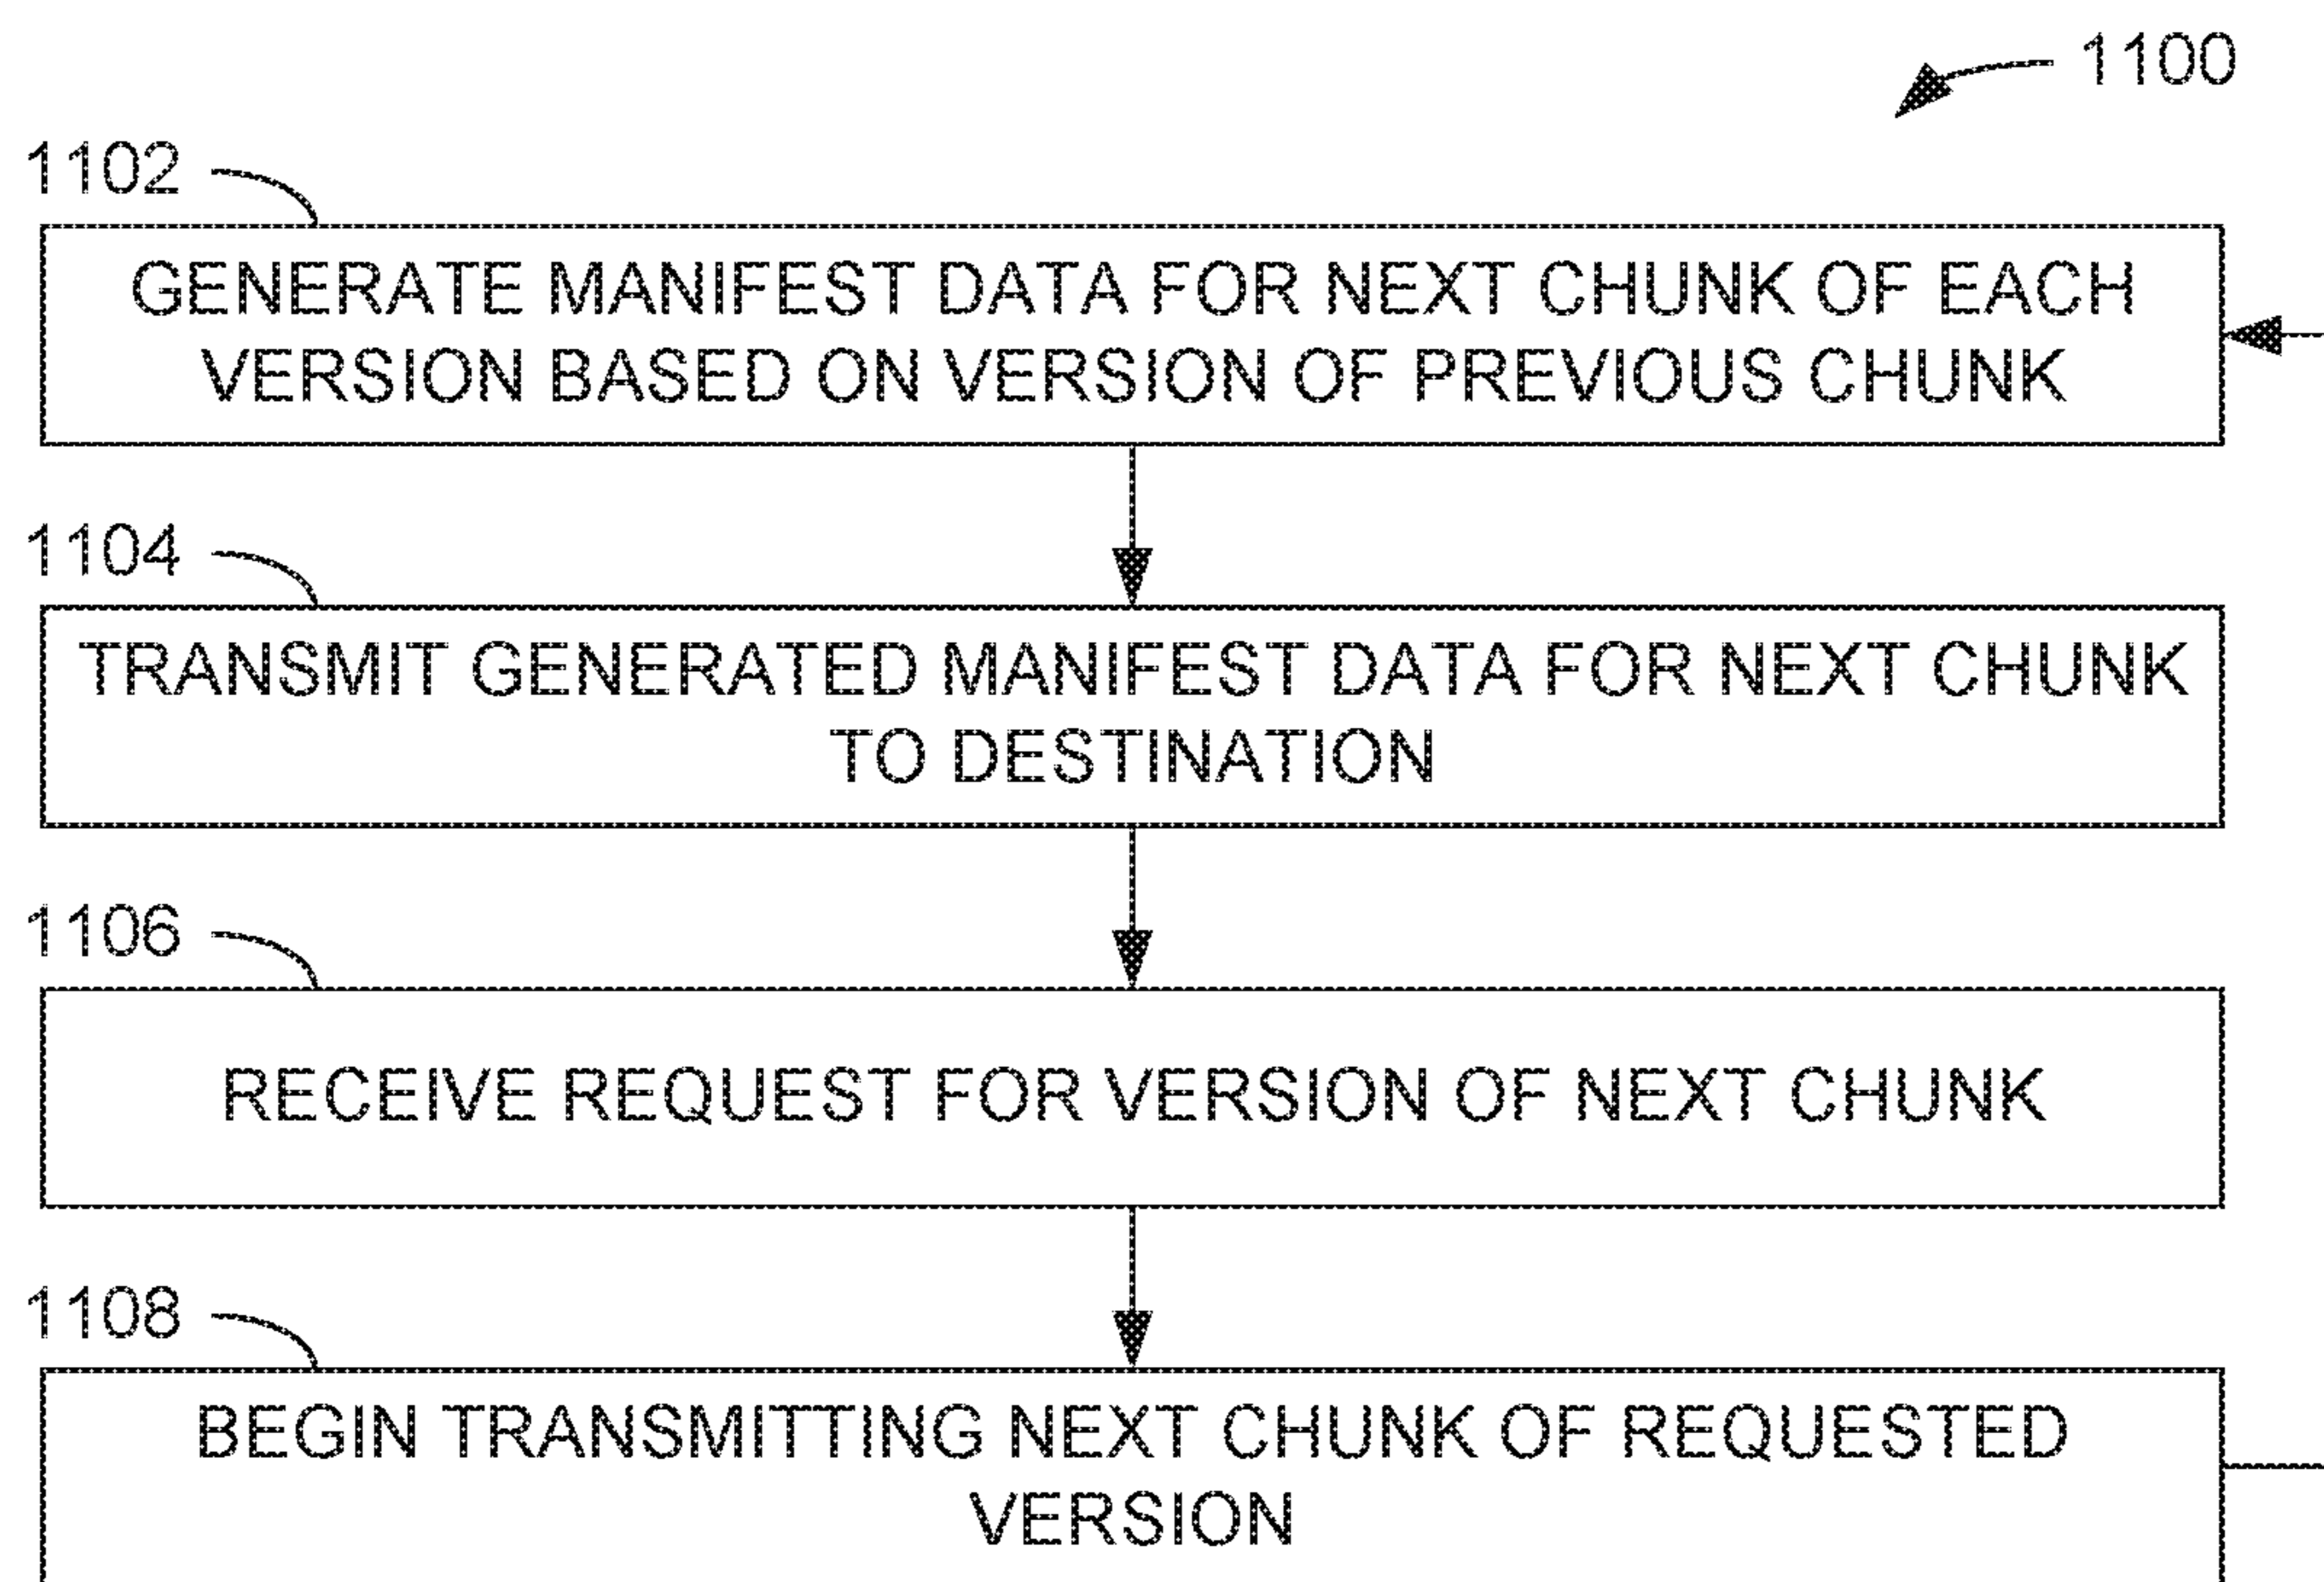 1100
1102
GENERATE MANIFEST DATA FOR NEXT CHUNK OF EACH
VERSION BASED ON VERSION OF PREVIOUS CHUNK
1104
TRANSMIT GENERATED MANIFEST DATA FOR NEXT CHUNK
TO DESTINATION
1106
RECEIVE REQUEST FOR VERSION OF NEXT CHUNK
1108
BEGIN TRANSMITTING NEXT CHUNK OF REQUESTED
VERSION